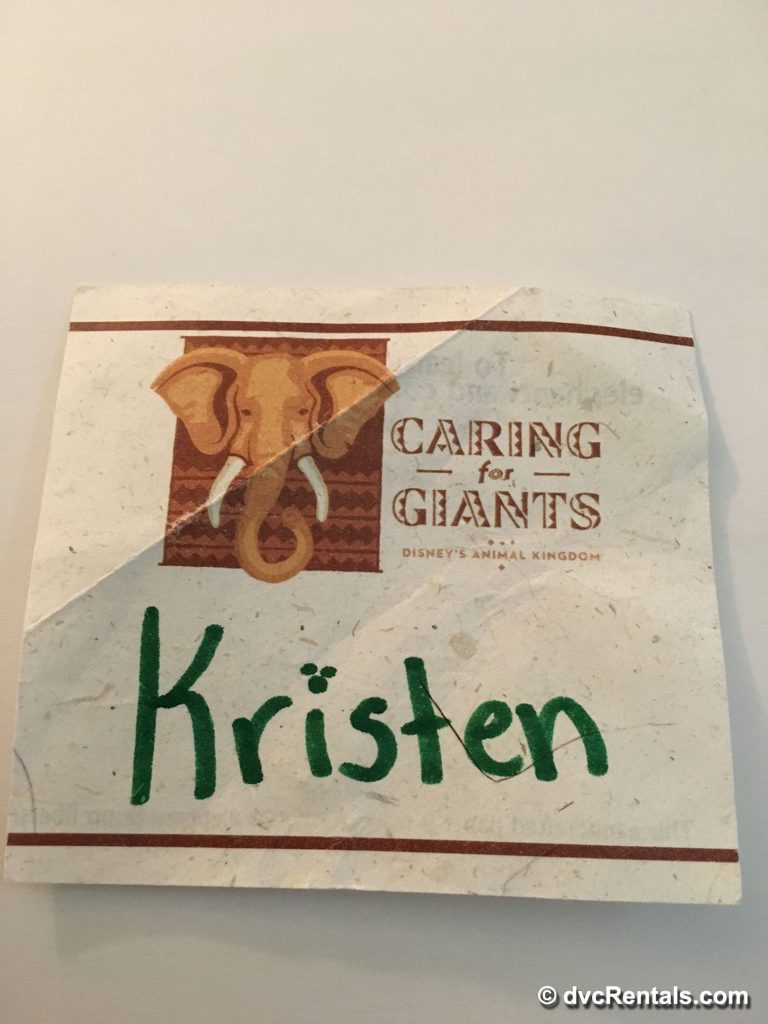 CARING
for
GIANTS
DISNEY'S ANIMAL KINGDOM
Kristen
© dvcRentals.com